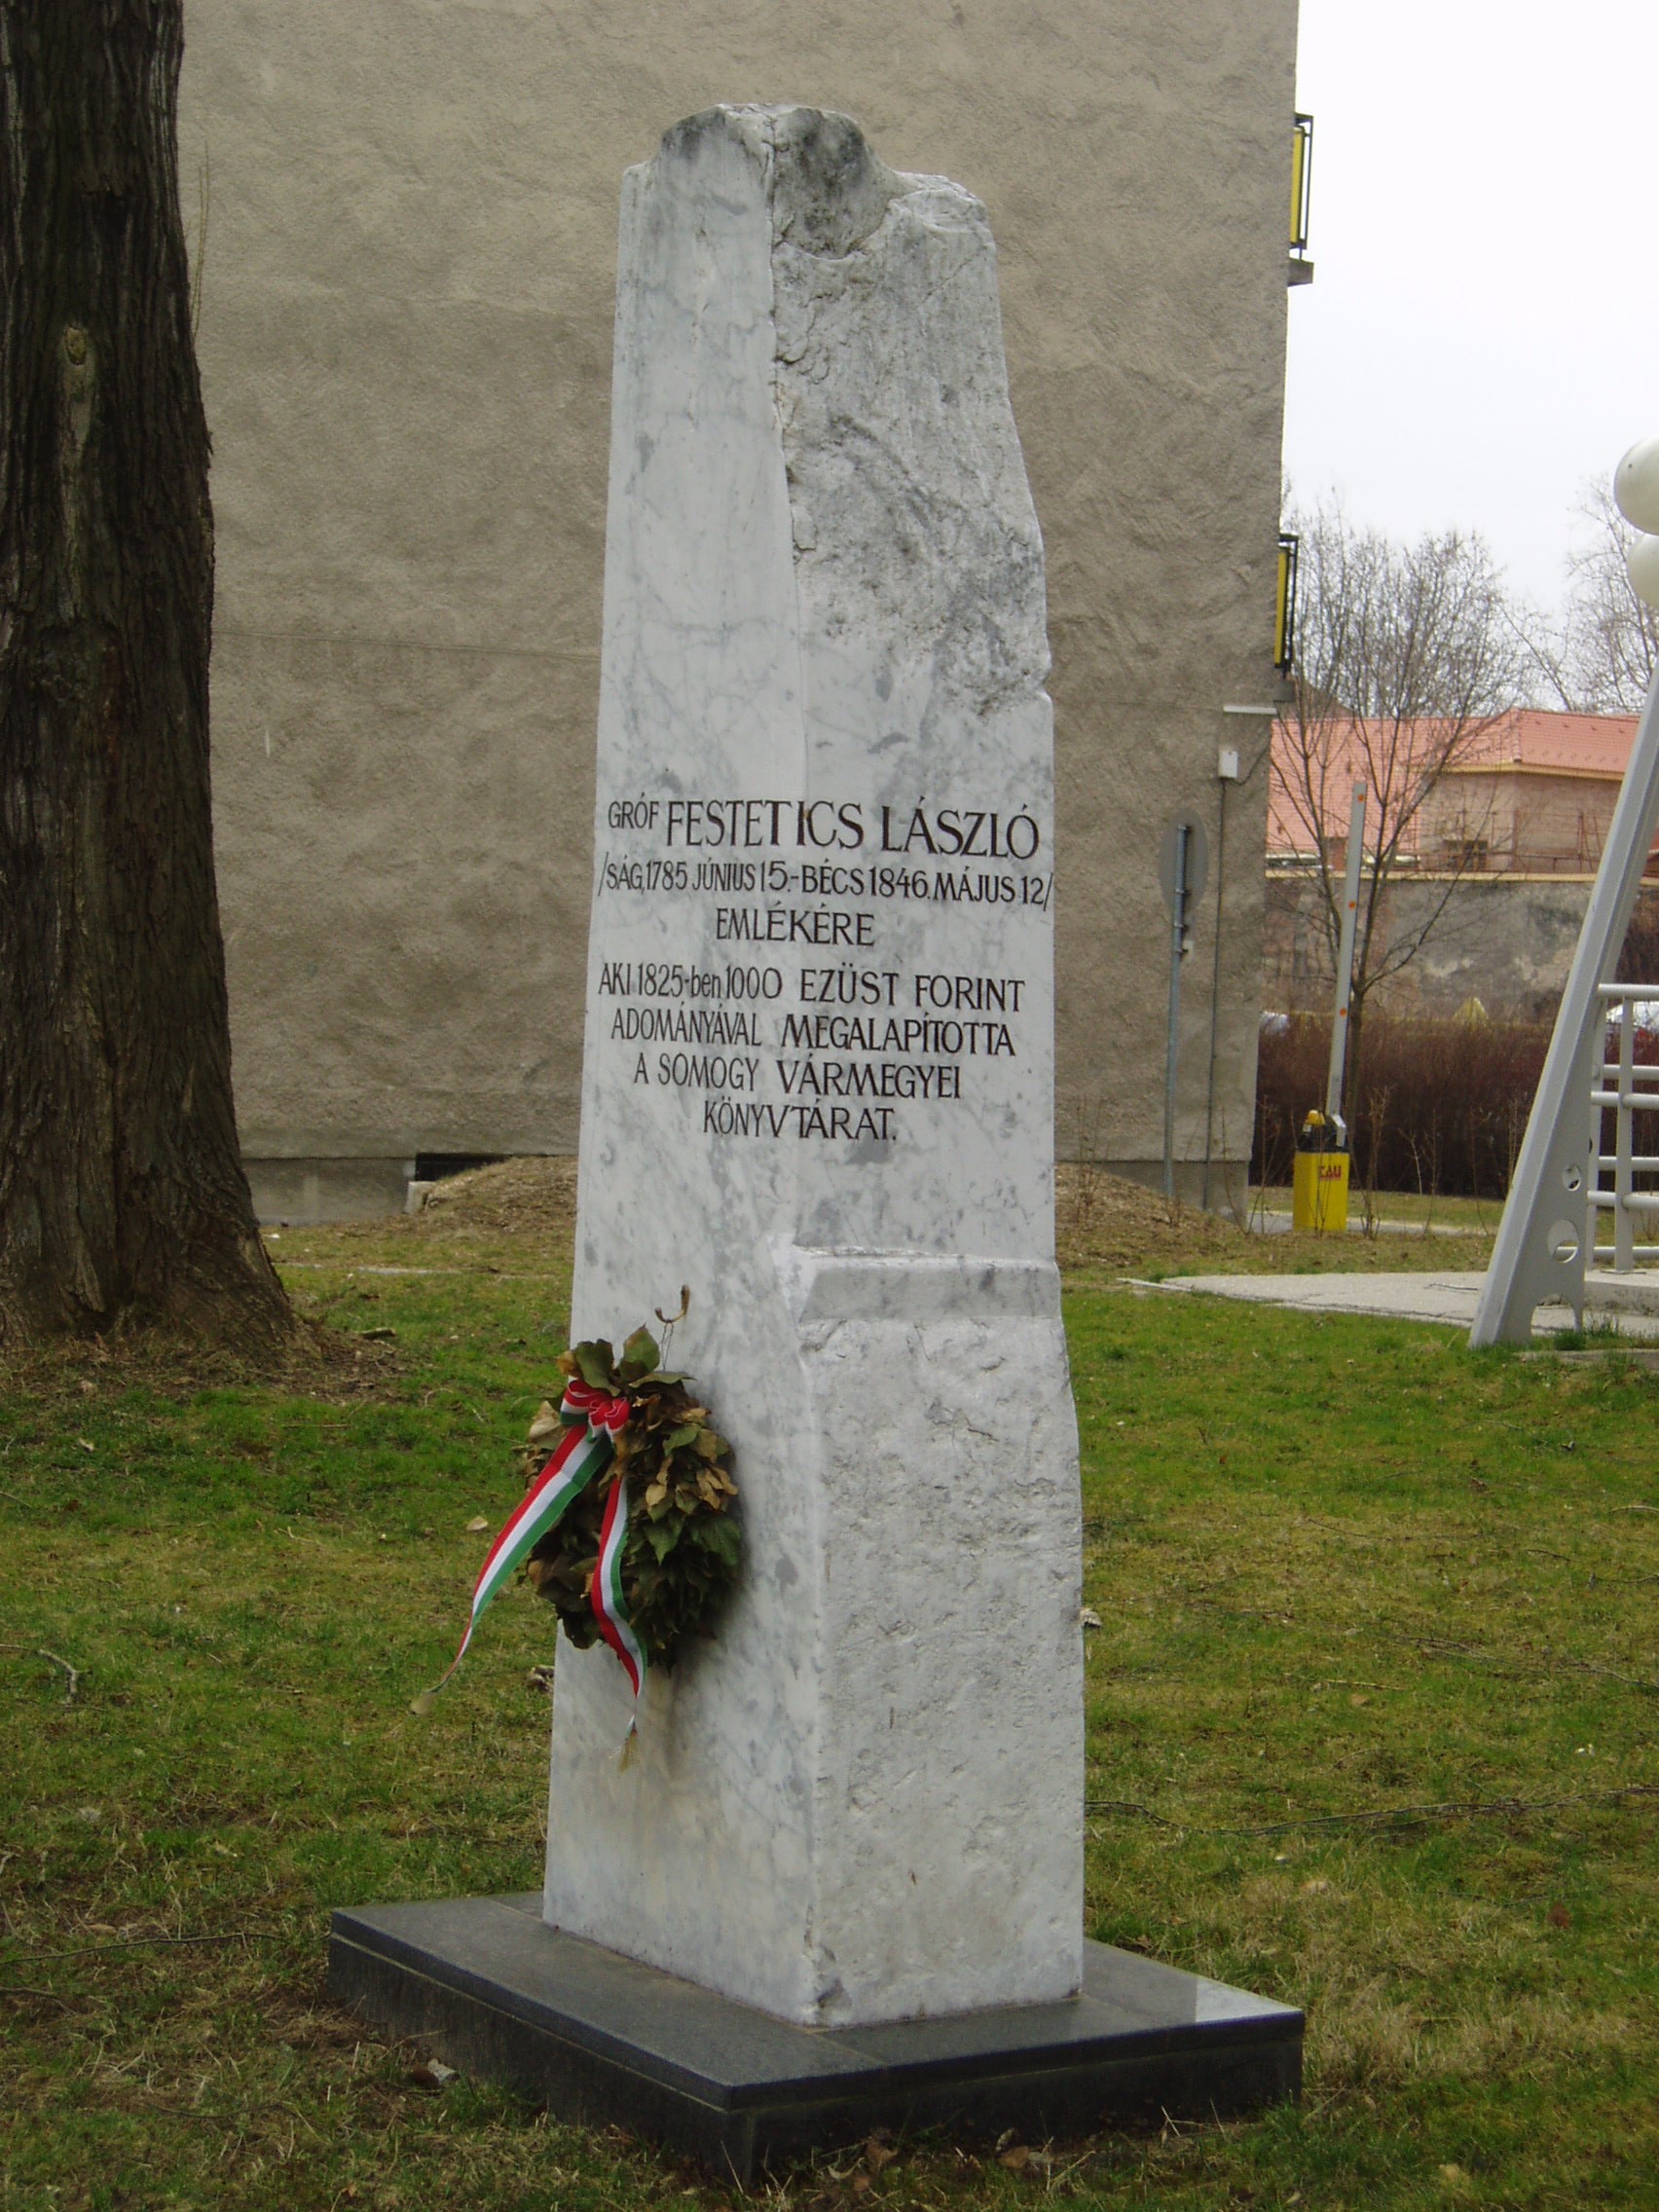 GRÓF FESTETICS LÁSZLÓ
/SÁG,1785 JÚNIUS 15.-BÉCS 1846.MÁJUS 12/
EMLÉKÉRE
AKI 1825-ben 1000 EZÜST FORINT
ADOMÁNYÁVAL MEGALAPÍTOTTA
A SOMOGY VÁRMEGYEI
KÖNYVTÁRAT.